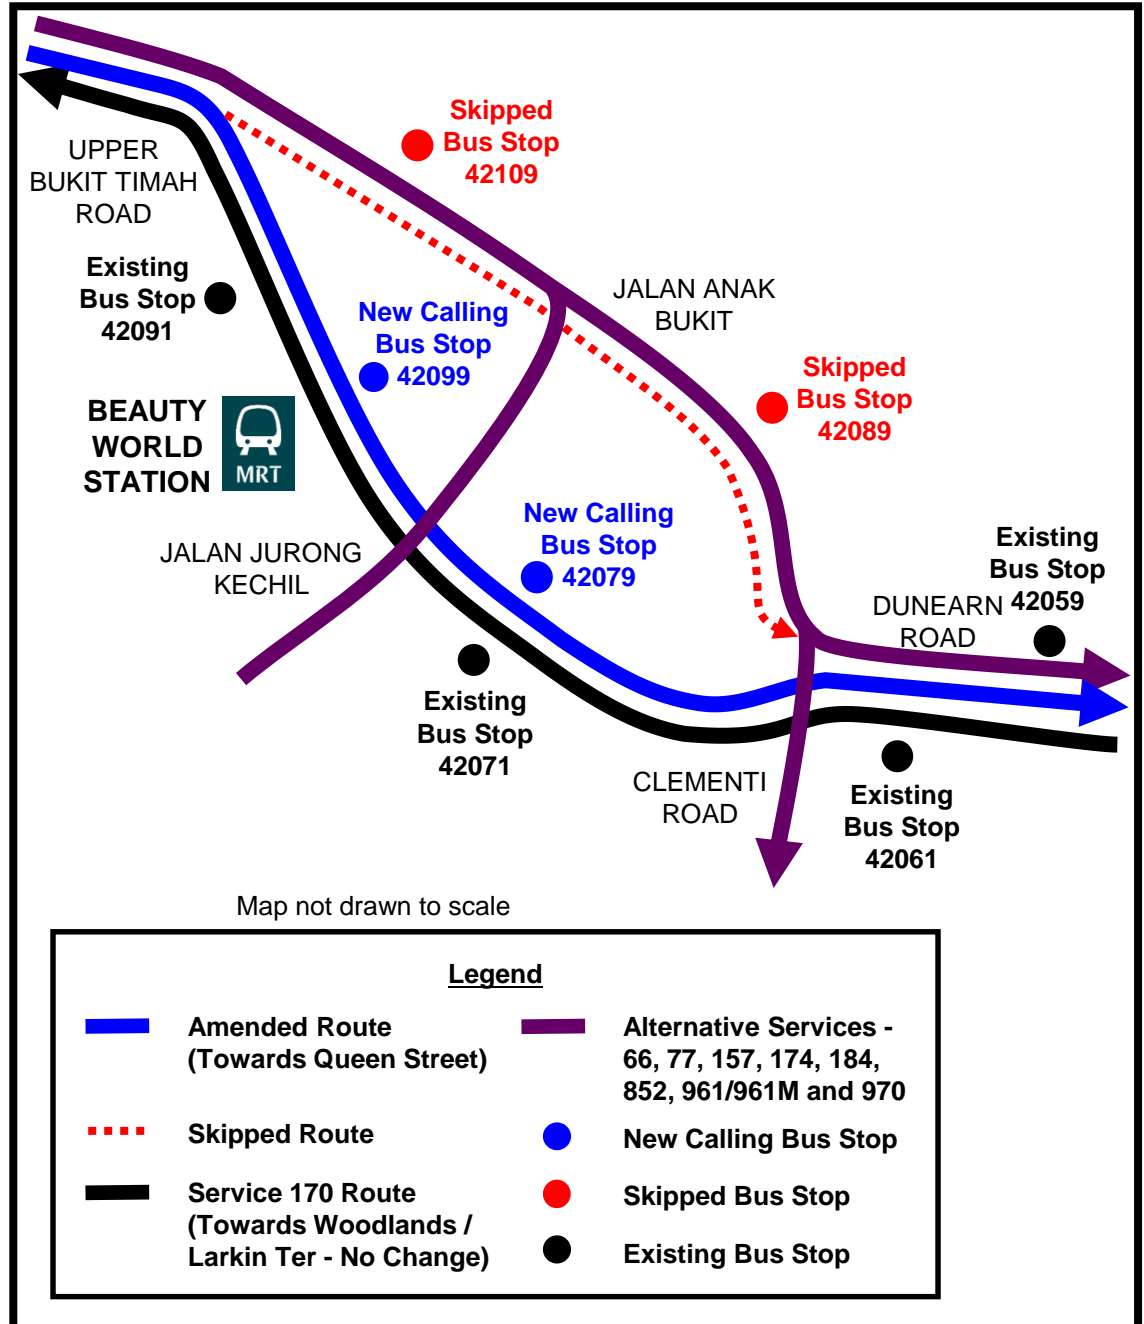 Skipped
Bus Stop
42109
UPPER
BUKIT TIMAH
ROAD
Existing
Bus Stop
42091
New Calling
Bus Stop
42099
JALAN ANAK
BUKIT
Skipped
Bus Stop
42089
BEAUTY
WORLD
STATION
MRT
New Calling
Bus Stop
42079
JALAN JURONG
KECHIL
Existing
Bus Stop
42059
DUNEARN
ROAD
Existing
Bus Stop
42071
CLEMENTI
ROAD
Existing
Bus Stop
42061
Map not drawn to scale
Legend
Amended Route
(Towards Queen Street)
Skipped Route
Service 170 Route
(Towards Woodlands /
Larkin Ter - No Change)
Alternative Services -
66, 77, 157, 174, 184,
852, 961/961M and 970
New Calling Bus Stop
Skipped Bus Stop
Existing Bus Stop